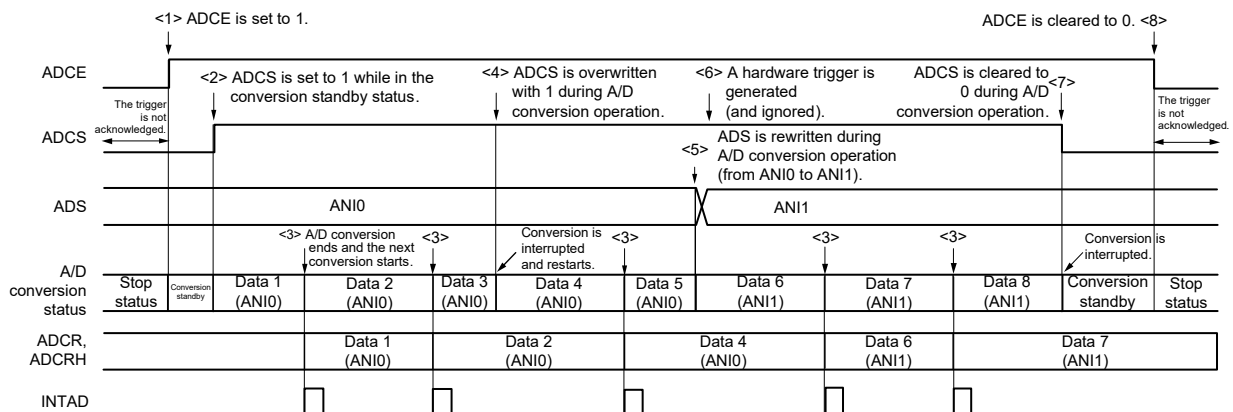 <1> ADCE is set to 1.
ADCE is cleared to 0. <8>
ADCE
<2> ADCS is set to 1 while in the
conversion standby status.
<4> ADCS is overwritten
with 1 during A/D
conversion operation.
<6> A hardware trigger is
generated
(and ignored).
ADCS is cleared to
0 during A/D
conversion operation.
<7>
The trigger
is not
acknowledged.
The trigger
is not
acknowledged.
ADCS
<5>
ADS is rewritten during
A/D conversion operation
(from ANI0 to ANI1).
ADS
ANI0
ANI1
<3> A/D conversion
ends and the next
conversion starts.
<3>
Conversion is
interrupted
and restarts.
<3>
<3>
<3>
Conversion is
interrupted.
A/D
conversion
status
Stop
status
Conversion
standby
Data 1
(ANI0)
Data 2
(ANI0)
Data 3
(ANI0)
Data 4
(ANI0)
Data 5
(ANI0)
Data 6
(ANI1)
Data 7
(ANI1)
Data 8
(ANI1)
Conversion
standby
Stop
status
ADCR,
ADCRH
Data 1
(ANI0)
Data 2
(ANI0)
Data 4
(ANI0)
Data 6
(ANI1)
Data 7
(ANI1)
INTAD